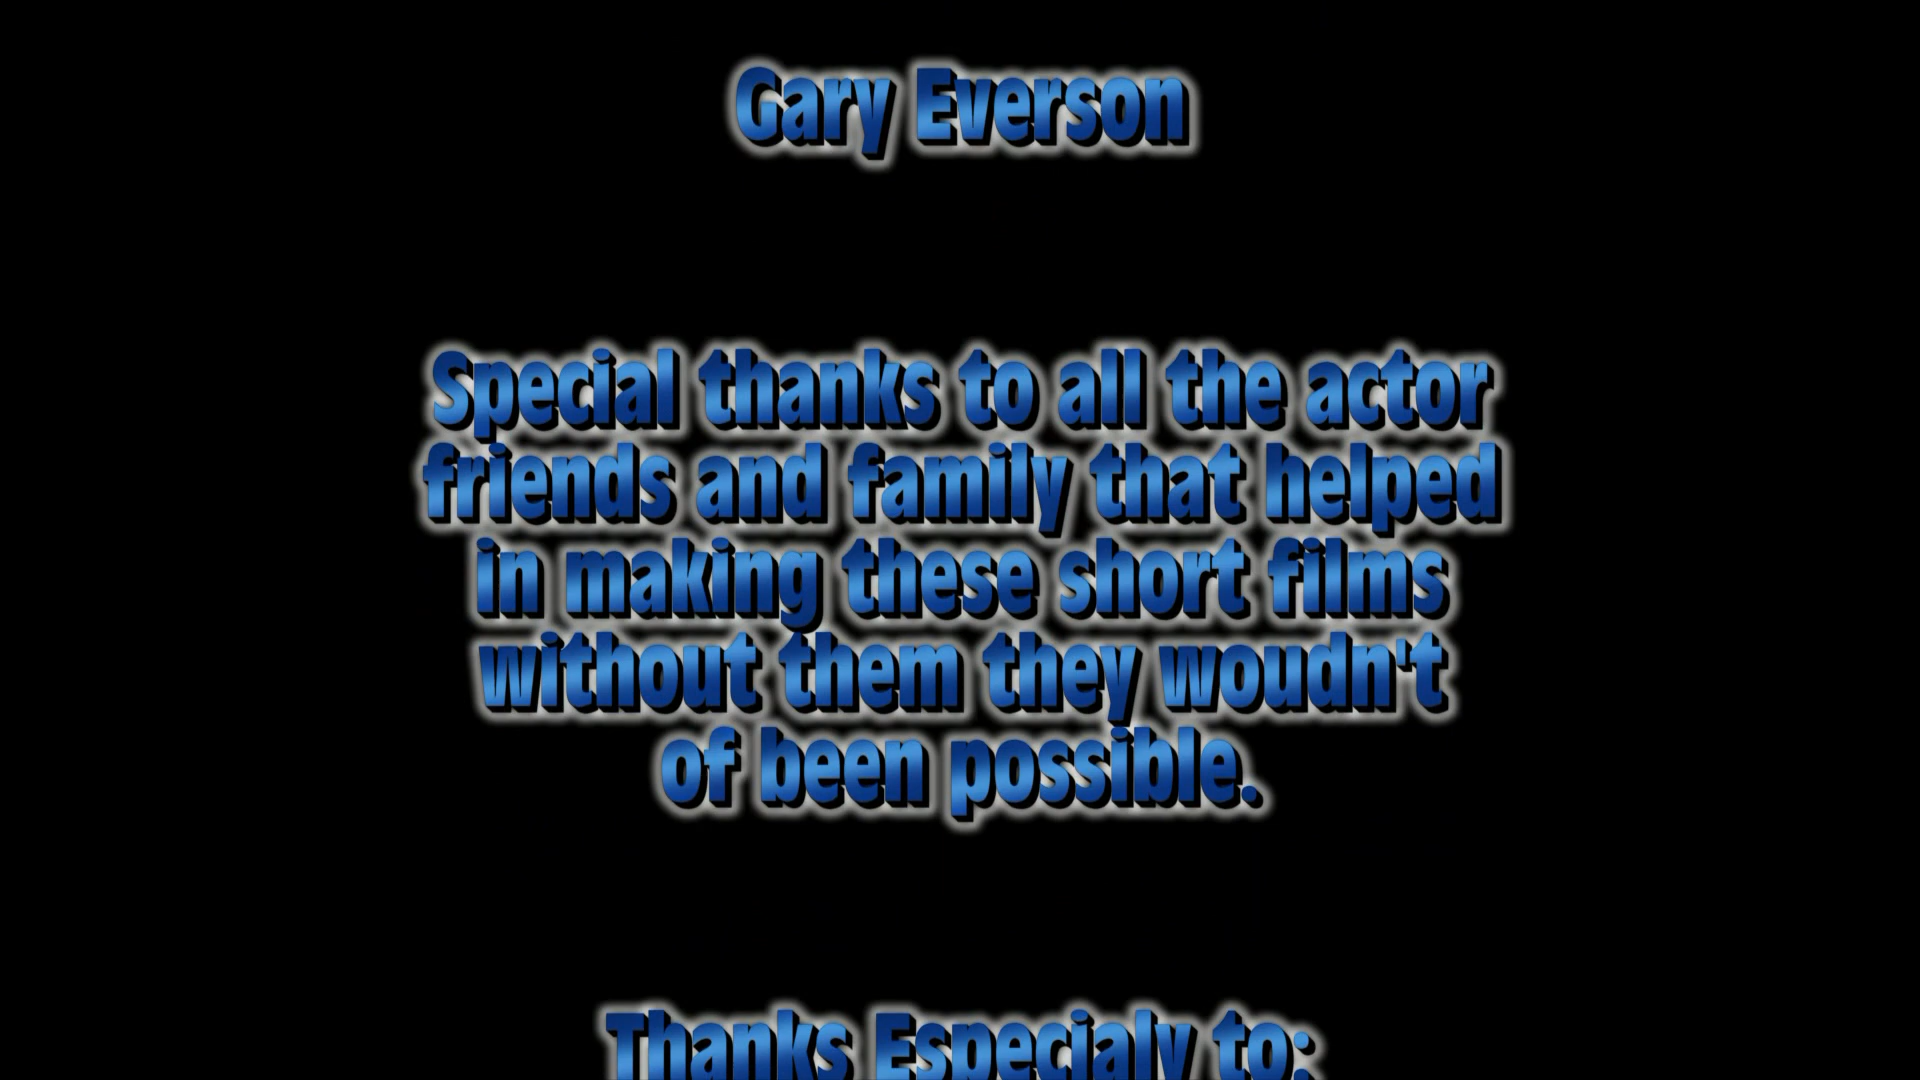 Gary Everson
Special thanks to all the actor
friends and family that helped
in making these short films
without them they woudn't
of been possible.
Thanks Especialy to: